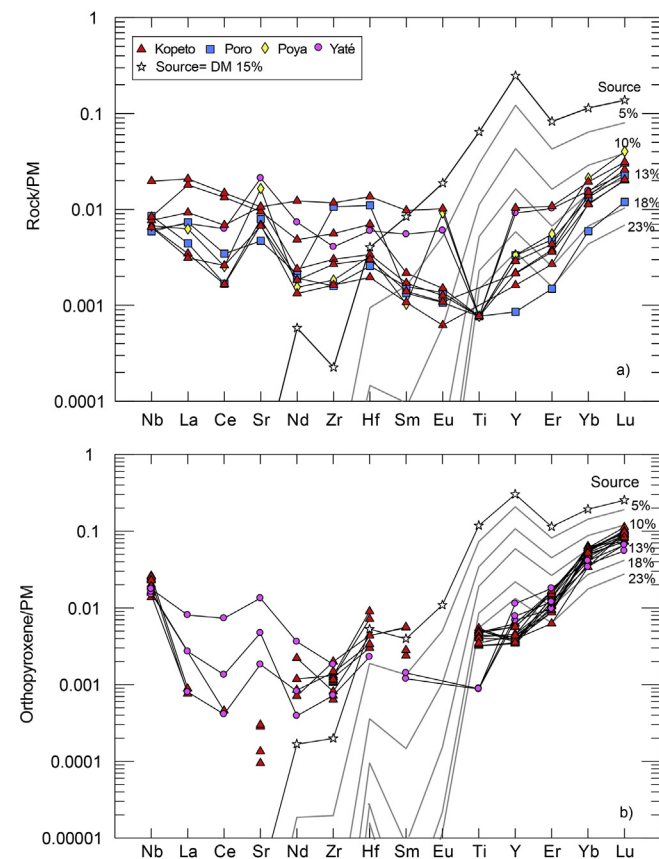 a)
1
Kopeto Poro Poya Yaté
Source= DM 15%
Source
0.1
5%
10%
0.01
13%
18%
23%
0.001
0.0001
Rock/PM
a)
Nb La Ce Sr Nd Zr Hf Sm Eu Ti Y Er Yb Lu
b)
1
Source
5%
0.1
10%
13%
18%
23%
0.01
0.001
0.0001
0.00001
Orthopyroxene/PM
b)
Nb La Ce Sr Nd Zr Hf Sm Eu Ti Y Er Yb Lu